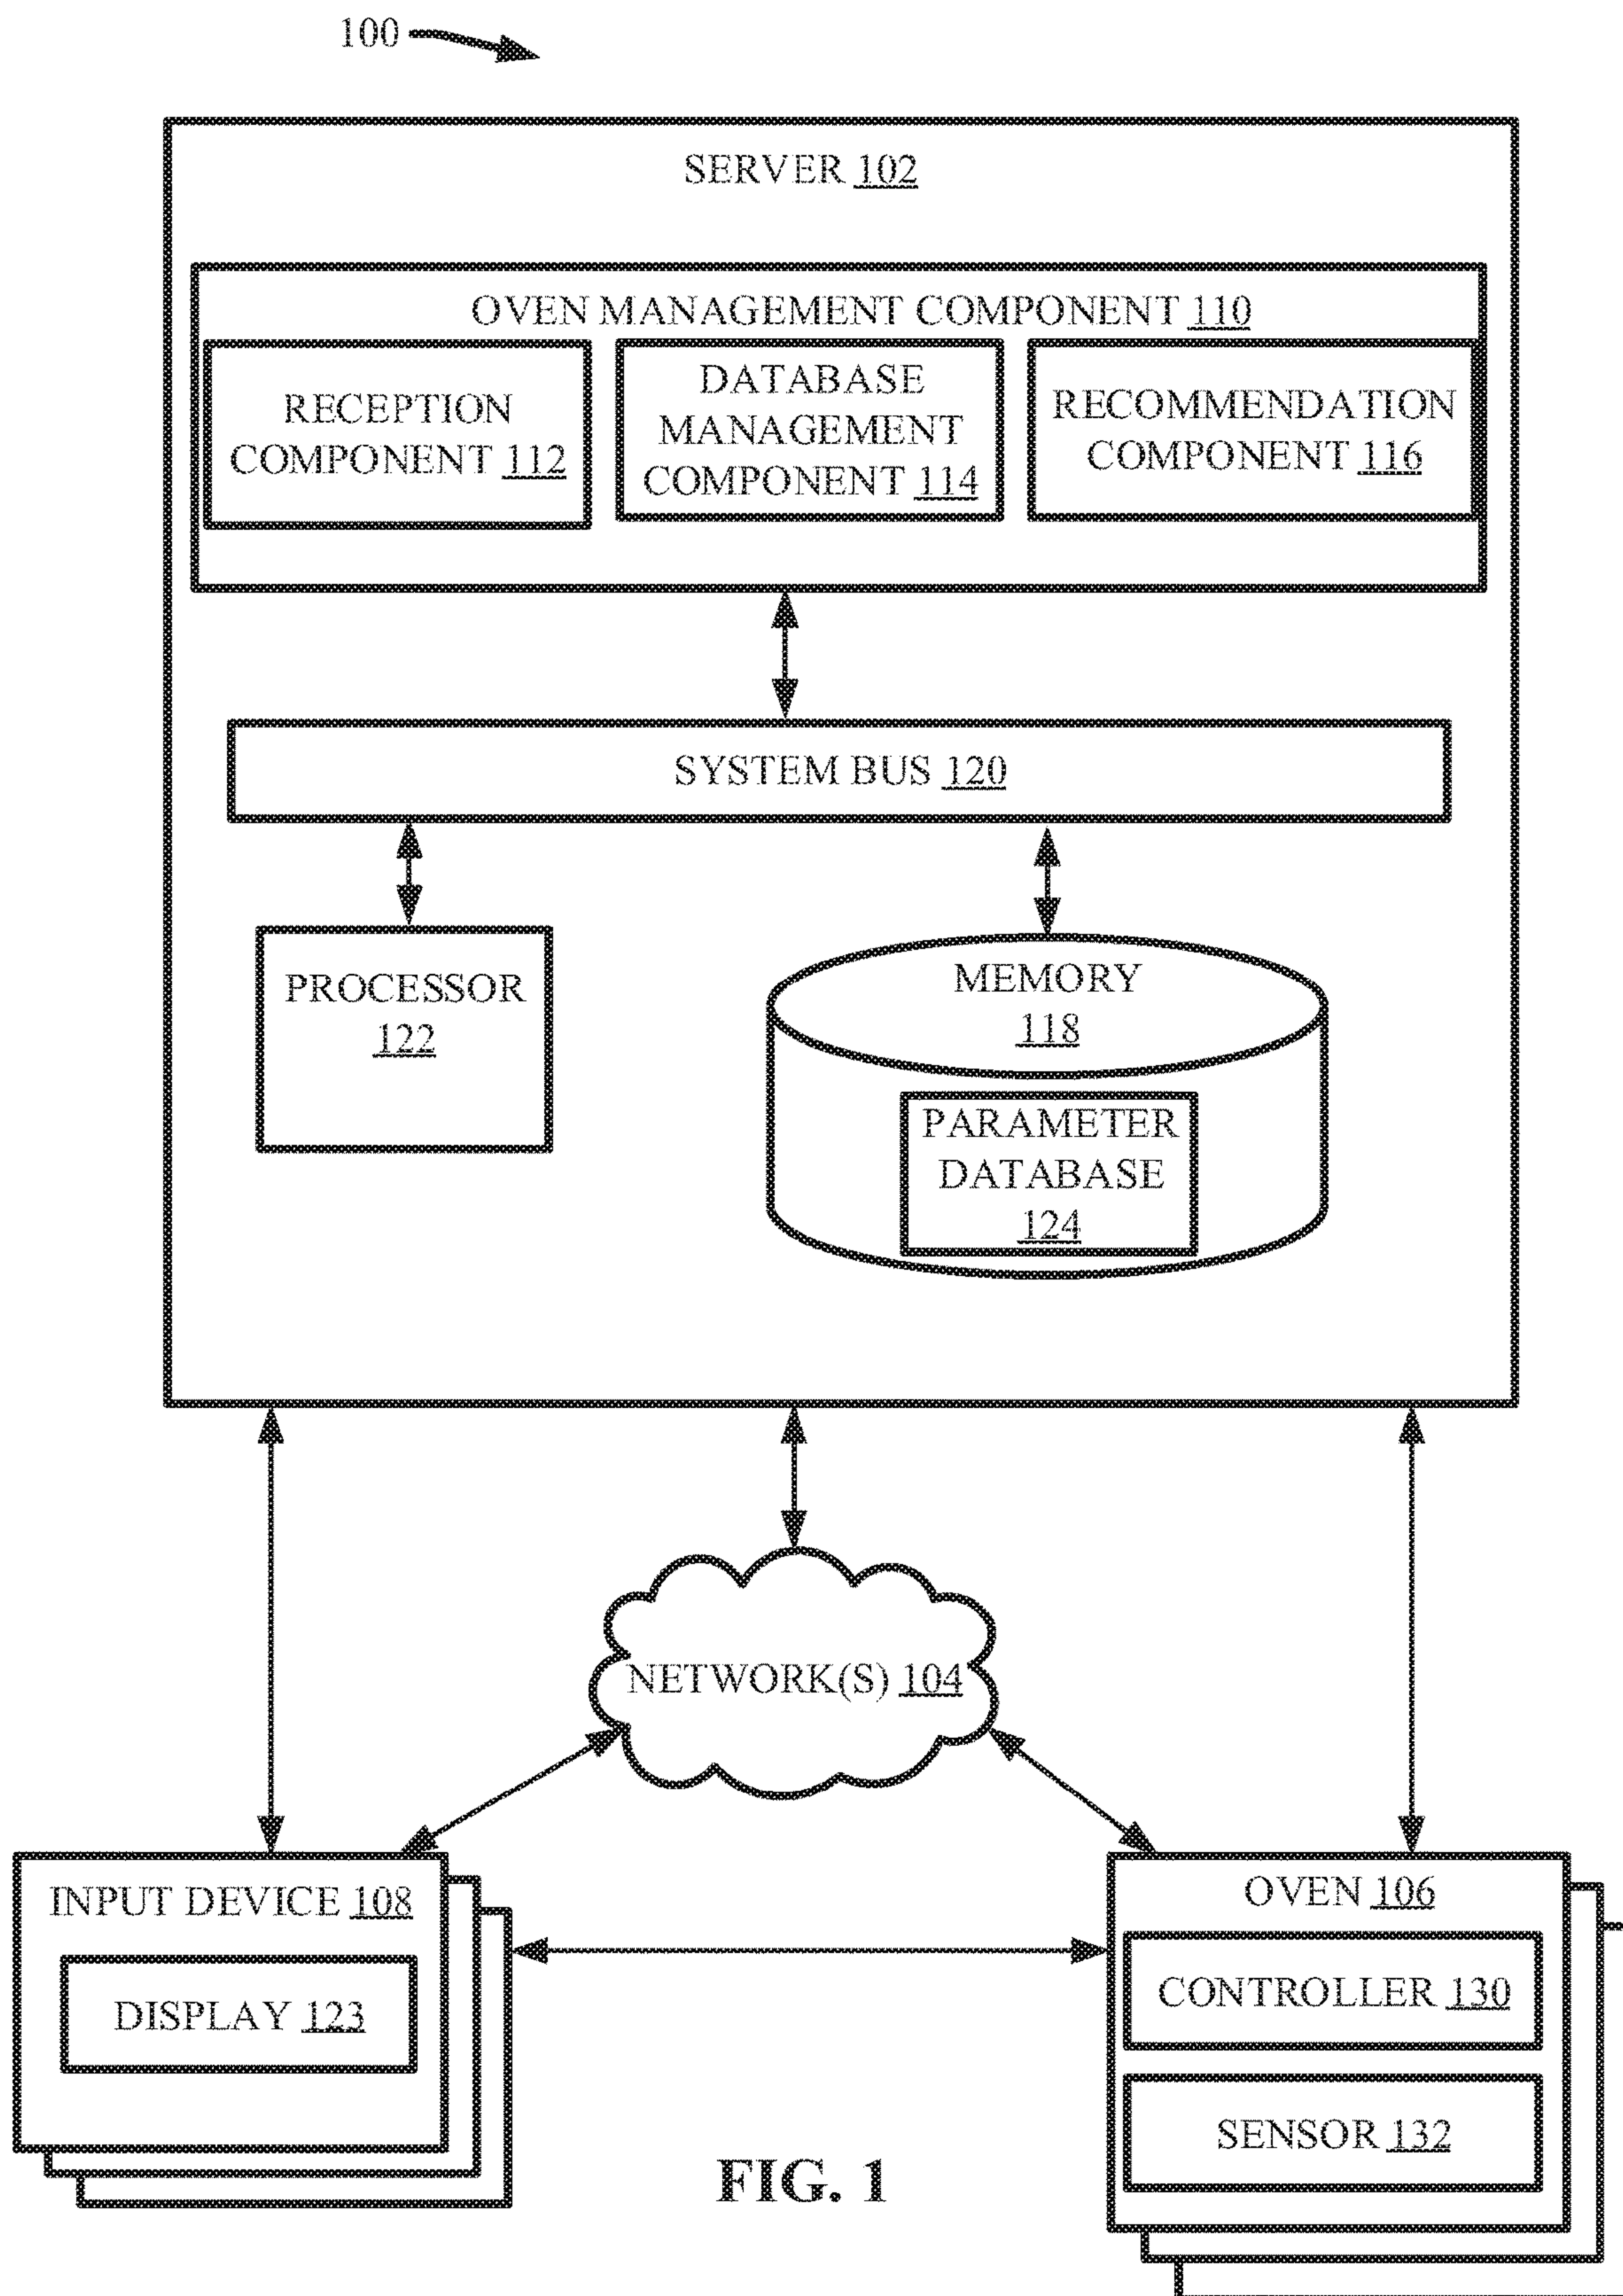 100
SERVER 102
OVEN MANAGEMENT COMPONENT 110
RECEPTION
COMPONENT 112
DATABASE
MANAGEMENT
COMPONENT 114
RECOMMENDATION
COMPONENT 116
SYSTEM BUS 120
PROCESSOR
122
MEMORY
118
PARAMETER
DATABASE
124
NETWORK(S) 104
INPUT DEVICE 108
DISPLAY 123
OVEN 106
CONTROLLER 130
SENSOR 132
FIG. 1